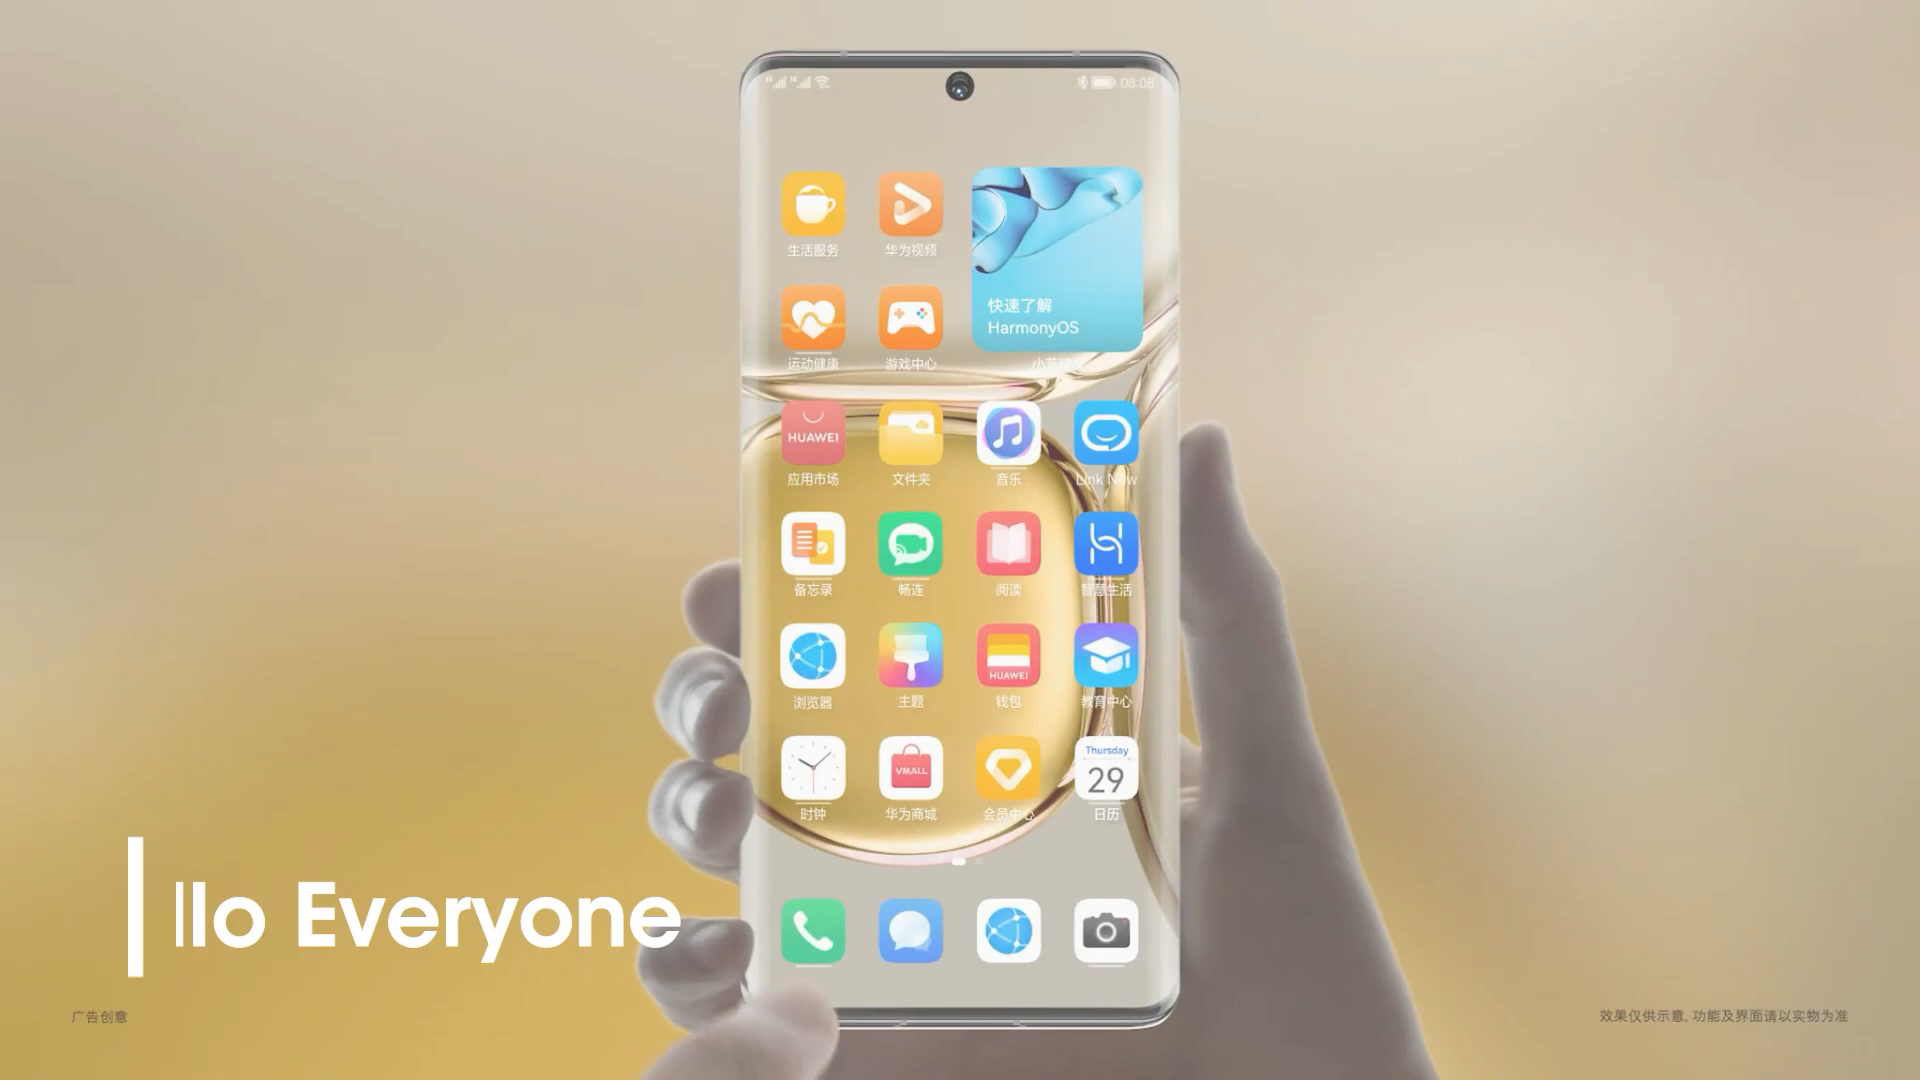 08:08
生活服务
华为视频
快速了解
HarmonyOS
运动健康
游戏中心
HUAWEI
应用市场
文件夹
音乐
Link Now
备忘录
畅连
阅读
智慧生活
HUAWEI
浏览器
主题
钱包
教育中心
VMALL
Thursday
29
时钟
华为商城
会员中心
日历
llo Everyone
广告创意
效果仅供示意, 功能及界面请以实物为准